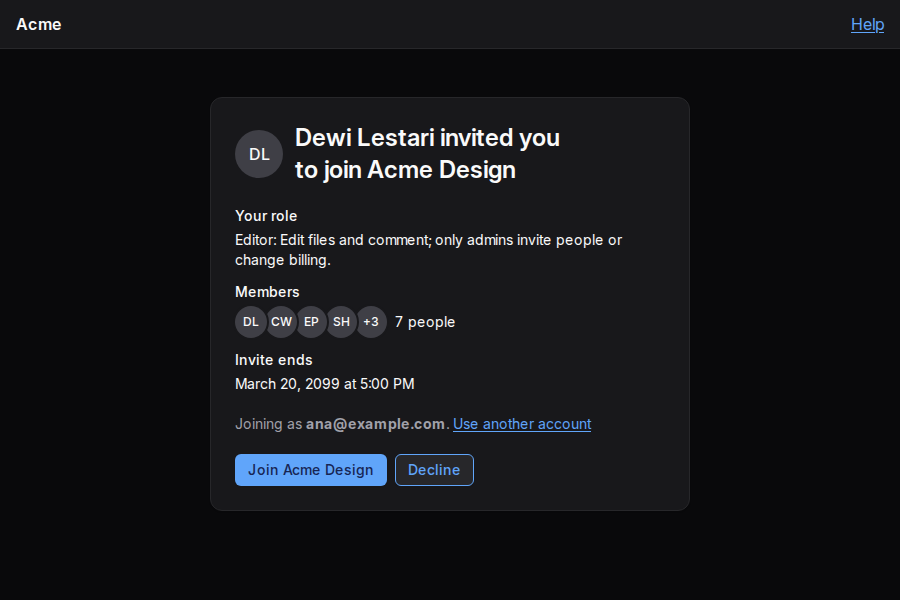 Acme
Help
DL
Dewi Lestari invited you
to join Acme Design
Your role
Editor: Edit files and comment; only admins invite people or
change billing.
Members
DL CW EP SH +3 7 people
Invite ends
March 20, 2099 at 5:00 PM
Joining as ana@example.com. Use another account
Join Acme Design
Decline